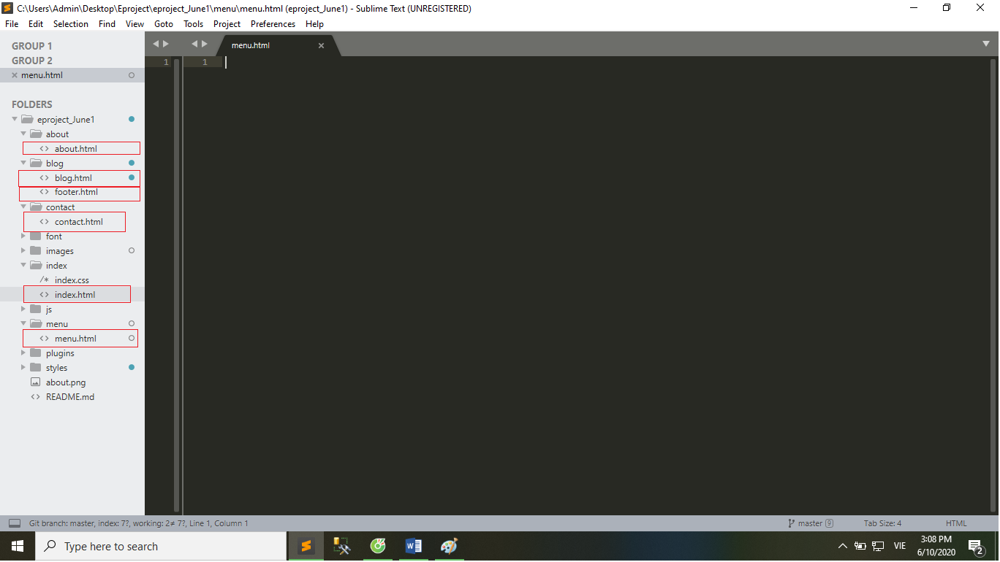 C:\Users\Admin\Desktop\Eproject\eproject_June1\menu\menu.html (eproject_June1) - Sublime Text (UNREGISTERED)
File Edit Selection Find View Goto Tools Project Preferences Help
GROUP 1
GROUP 2
menu.html
FOLDERS
eproject_June1
about
about.html
blog
blog.html
footer.html
contact
contact.html
font
images
index
/* index.css
index.html
js
menu
menu.html
plugins
styles
about.png
README.md
menu.html
1
1
Git branch: master, index: 7?, working: 2≠ 7?, Line 1, Column 1
master 9
Tab Size: 4
HTML
Type here to search
VIE
3:08 PM
6/10/2020
2